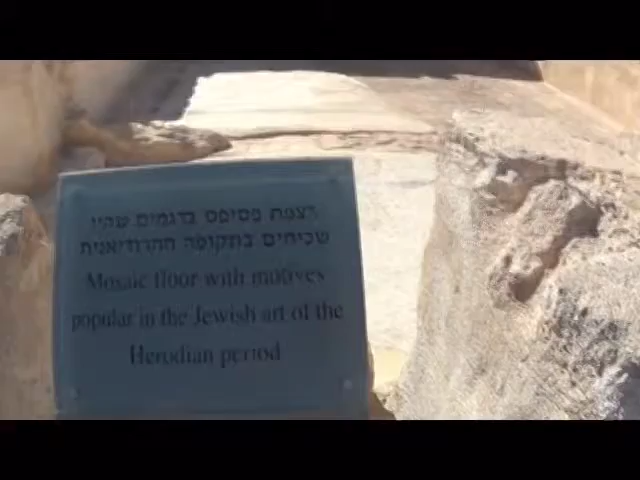 רצפת פסיפס בדגמים שהיו
שכיחים בתקופה ההרודיאנית
Mosaic floor with motives
popular in the Jewish art of the
Herodian period